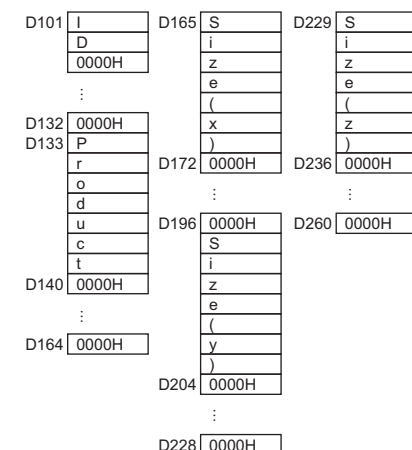 D101 I
D
0000H
⋮
D132 0000H
D133 P
r
o
d
u
c
t
D140 0000H
⋮
D164 0000H
D165 S
i
z
e
(
x
)
D172 0000H
⋮
D196 0000H
S
i
z
e
(
y
)
D204 0000H
⋮
D228 0000H
D229 S
i
z
e
(
z
)
D236 0000H
⋮
D260 0000H